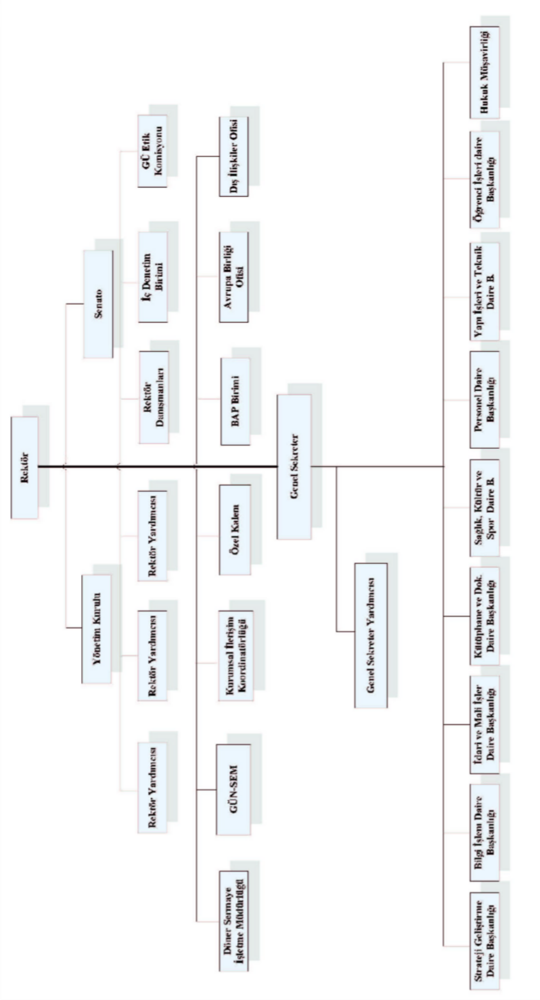 Rektör
Yönetim Kurulu
Senato
Rektör Yardımcısı
Rektör Yardımcısı
Rektör Yardımcısı
Rektör
Danışmanları
İç Denetim
Birimi
GÜ Etik
Komisyonu
Döner Sermaye
İşletme Müdürlüğü
GÜN-SEM
Kurumsal İlerişim
Koordinatörlüğü
Özel Kalem
BAP Birimi
Avrupa Birliği
Ofisi
Dış İlişkiler Ofisi
Genel Sekreter
Genel Sekreter Yardımcısı
Strateji Geliştirme
Daire Başkanlığı
Bilgi İşlem Daire
Başkanlığı
İdari ve Mali İşler
Daire Başkanlığı
Kütüphane ve Dok.
Daire Başkanlığı
Sağlık, Kültür ve
Spor Daire B.
Personel Daire
Başkanlığı
Yapı İşleri ve Teknik
Daire B.
Öğrenci İşleri daire
Başkanlığı
Hukuk Müşavirliği